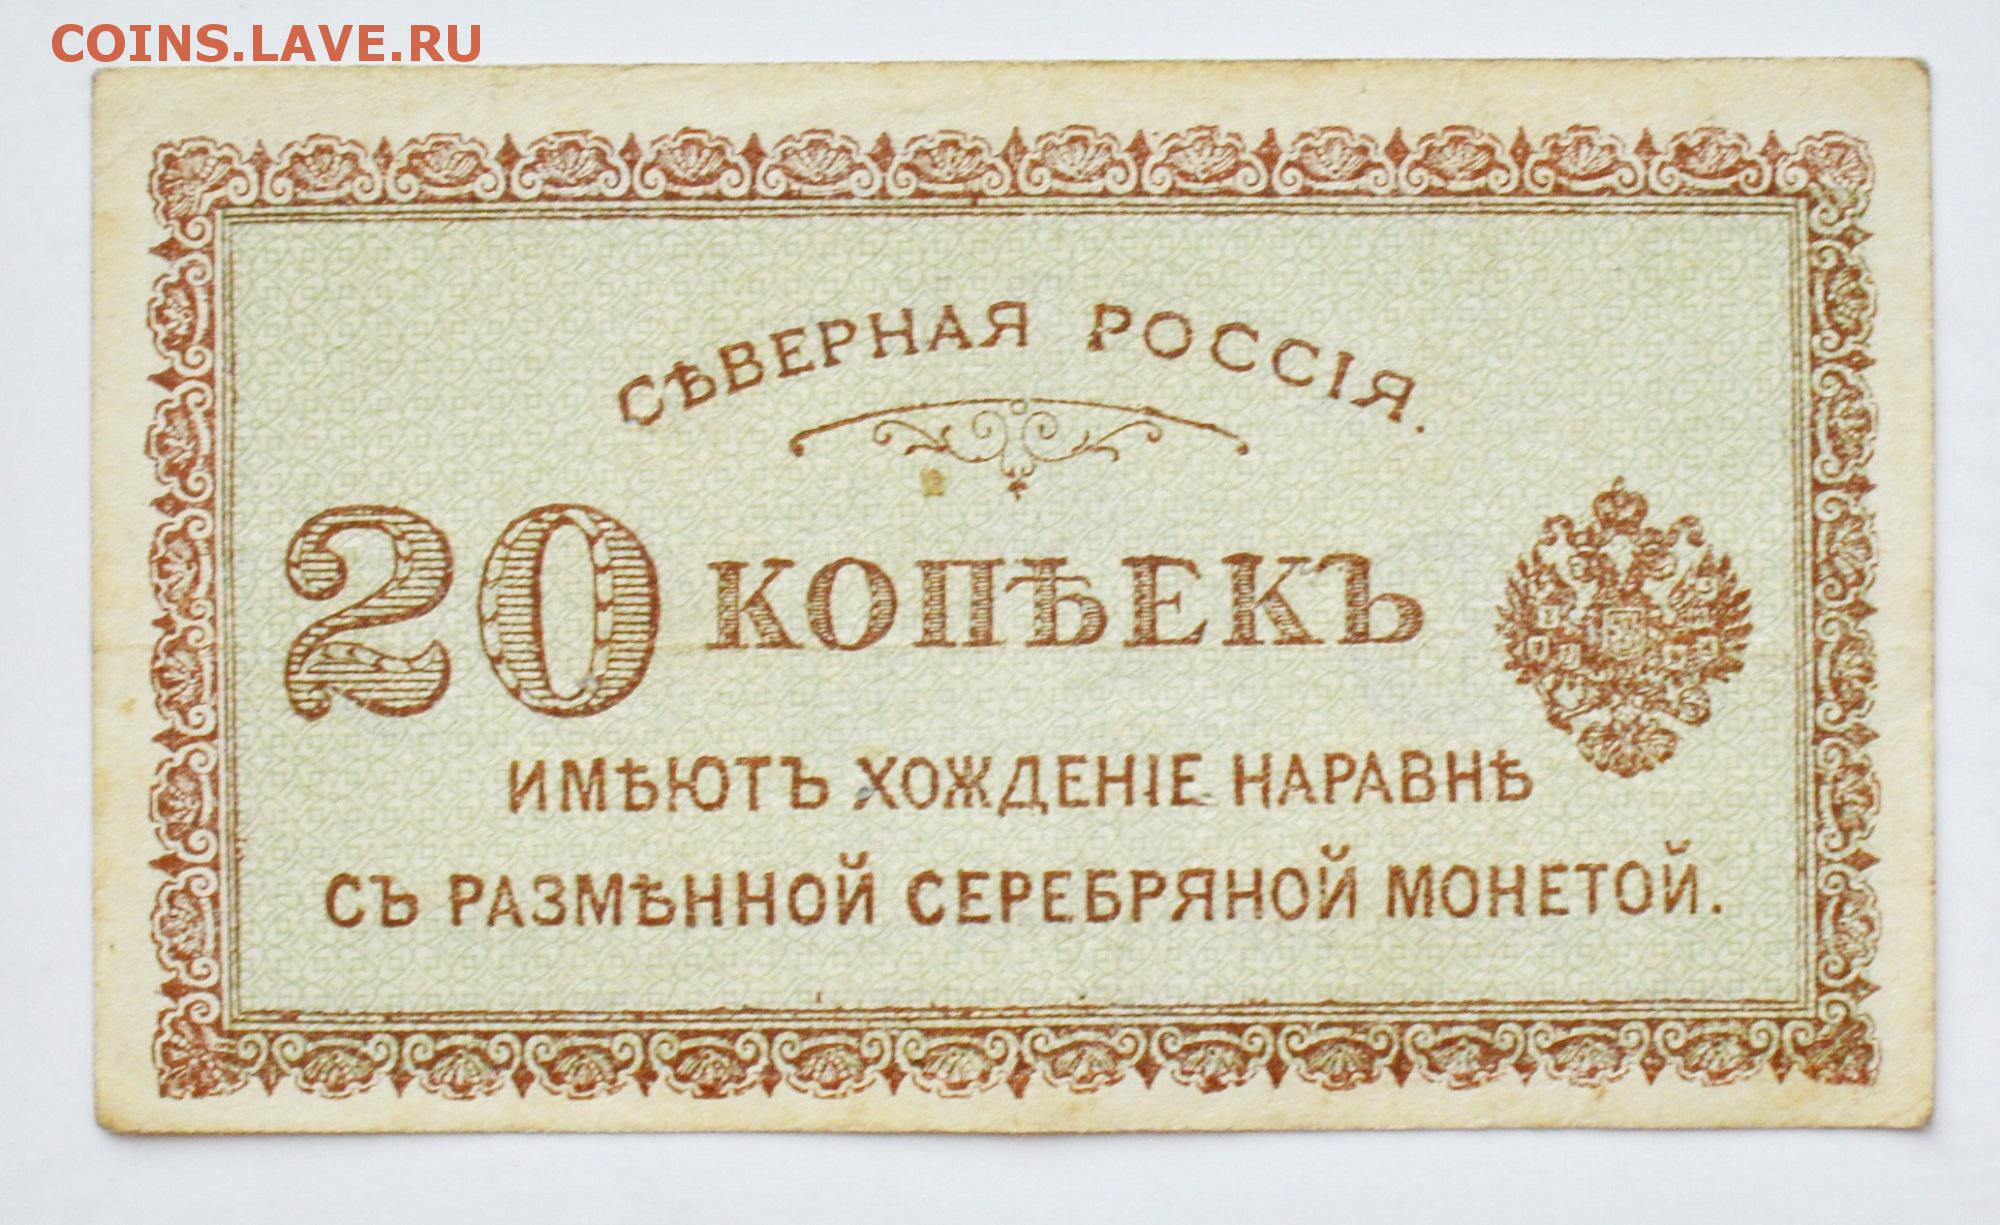 COINS.LAVE.RU
СѢВЕРНАЯ РОССІЯ.
20 КОПѢЕКЪ
ИМѢЮТЪ ХОЖДЕНІЕ НАРАВНѢ
СЪ РАЗМѢННОЙ СЕРЕБРЯНОЙ МОНЕТОЙ.